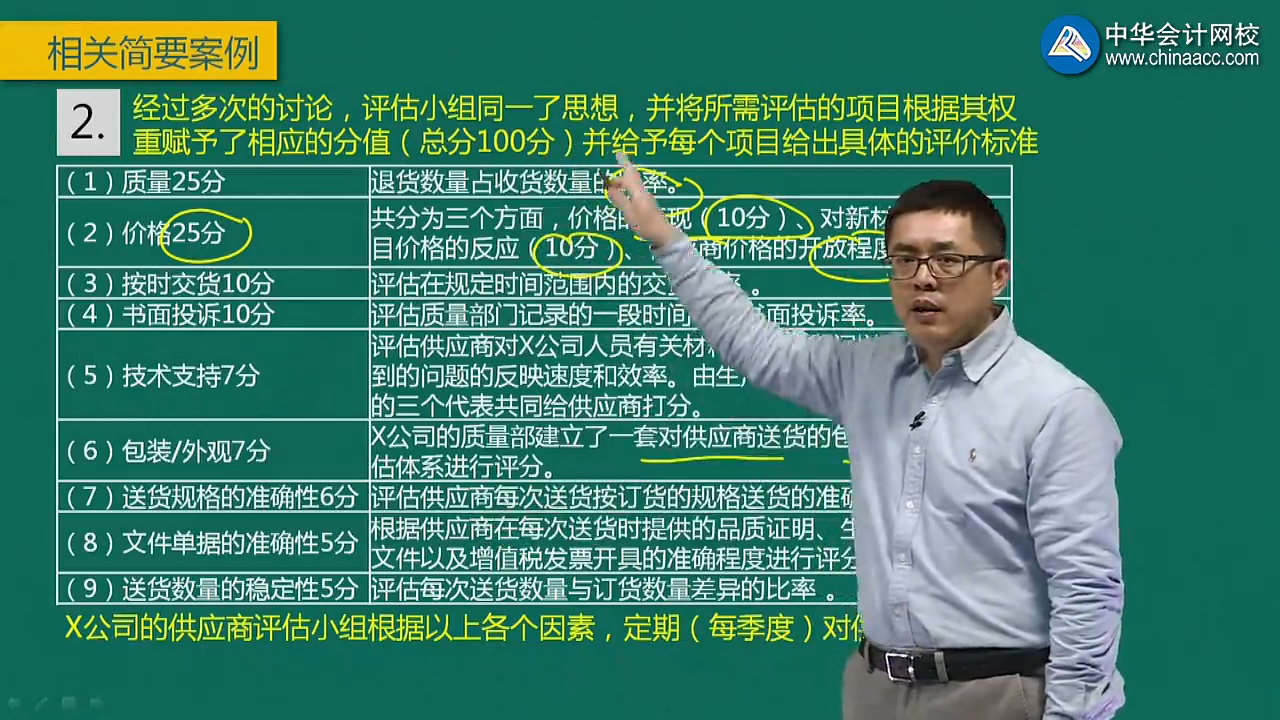 相关简要案例
中华会计网校
www.chinaacc.com
2.
经过多次的讨论，评估小组同一了思想，并将所需评估的项目根据其权
重赋予了相应的分值（总分100分）并给予每个项目给出具体的评价标准
（1）质量25分
退货数量占收货数量的 率。
（2）价格25分
共分为三个方面，价格的 现（10分）、对新材
目价格的反应（10分）、 商价格的开放程度
（3）按时交货10分
评估在规定时间范围内的交 率 。
（4）书面投诉10分
评估质量部门记录的一段时间 书面投诉率。
（5）技术支持7分
评估供应商对X公司人员有关材
到的问题的反映速度和效率。由生
的三个代表共同给供应商打分。
（6）包装/外观7分
X公司的质量部建立了一套对供应商送货的包
估体系进行评分。
（7）送货规格的准确性6分
评估供应商每次送货按订货的规格送货的准确
（8）文件单据的准确性5分
根据供应商在每次送货时提供的品质证明、生
文件以及增值税发票开具的准确程度进行评分
（9）送货数量的稳定性5分
评估每次送货数量与订货数量差异的比率 。
X公司的供应商评估小组根据以上各个因素，定期（每季度）对供